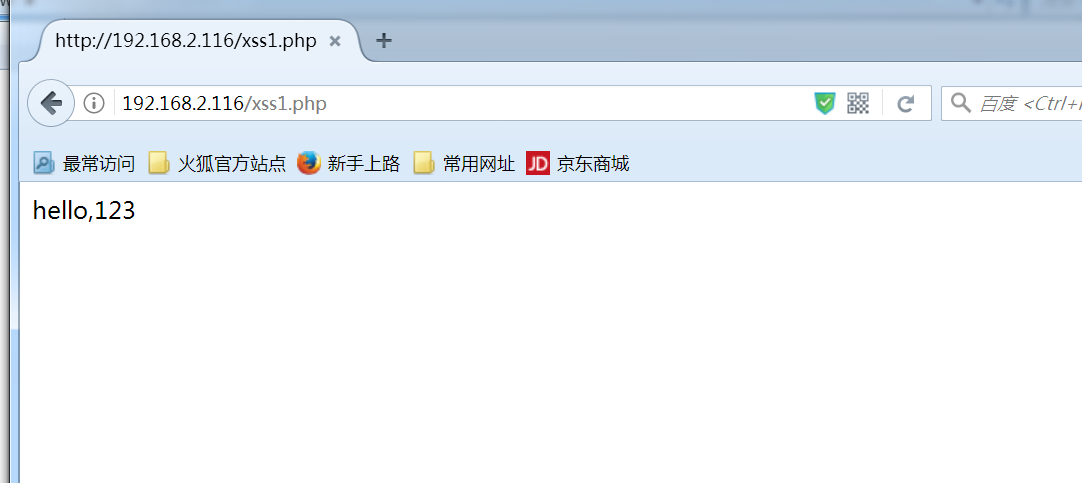 http://192.168.2.116/xss1.php
192.168.2.116/xss1.php
百度 <Ctrl+
最常访问 火狐官方站点 新手上路 常用网址 JD 京东商城
hello,123